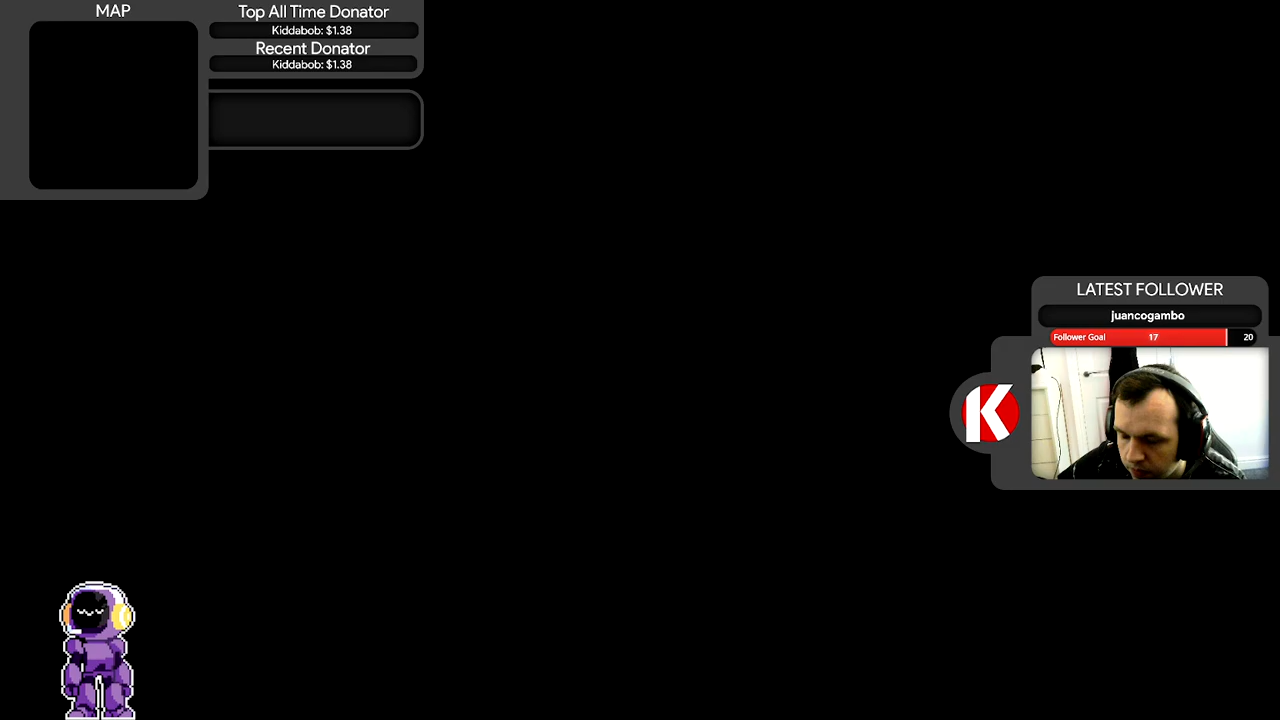 MAP
Top All Time Donator
Kiddabob: $1.38
Recent Donator
Kiddabob: $1.38
LATEST FOLLOWER
juancogambo
Follower Goal 17 20
K